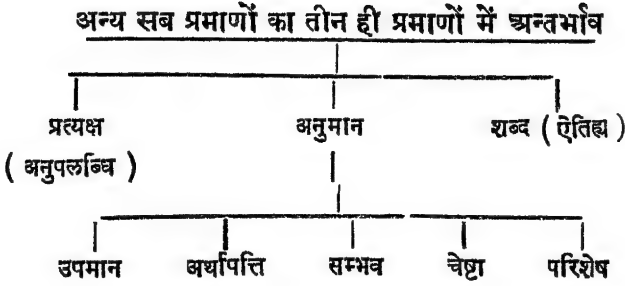 अन्य सब प्रमाणों का तीन ही प्रमाणों में अन्तर्भाव
प्रत्यक्ष अनुमान शब्द ( ऐतिह्य )
( अनुपलब्धि )
उपमान अर्थापत्ति सम्भव चेष्टा परिशेष